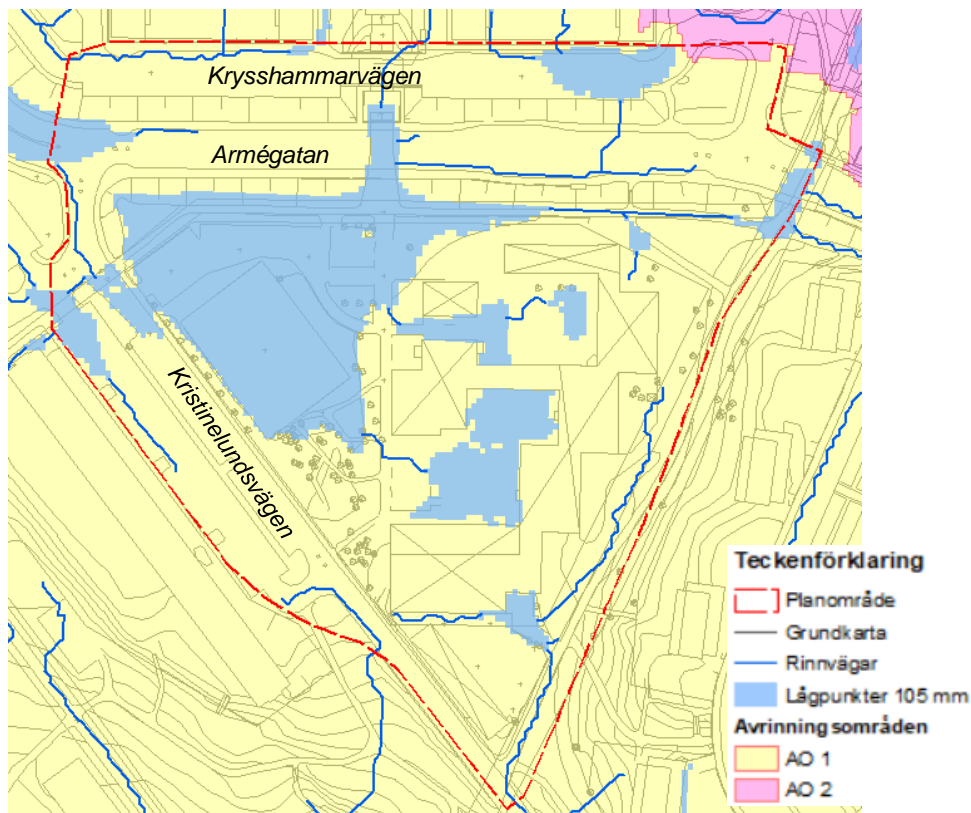 Krysshammarvägen
Armégatan
Kristinelundsvägen
Teckenförklaring
Planområde
Grundkarta
Rinnvägar
Lågpunkter 105 mm
Avrinningsområden
AO 1
AO 2